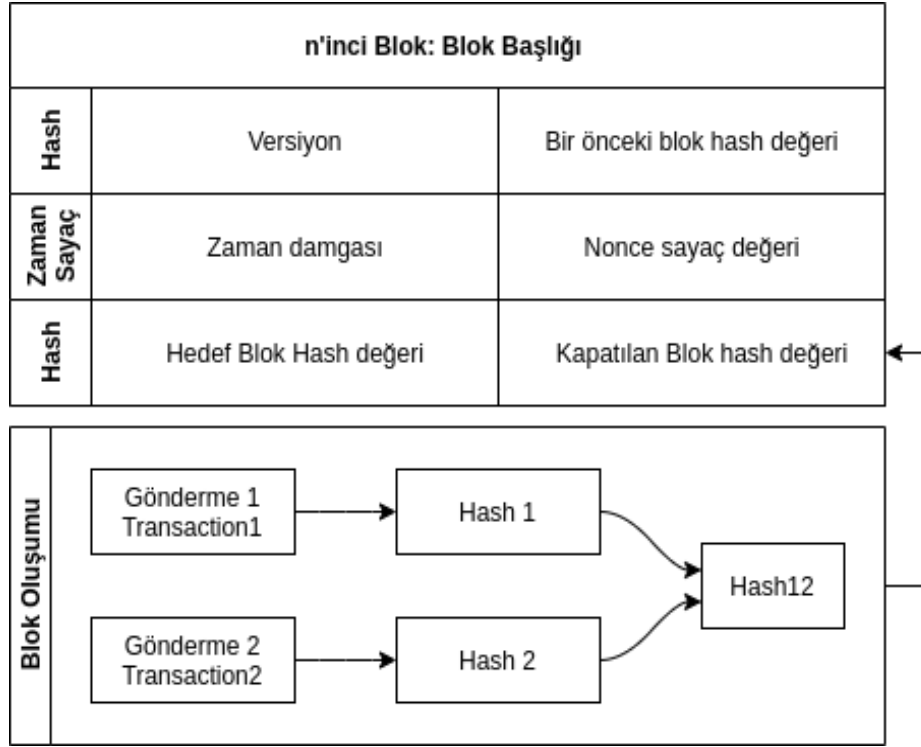 n'inci Blok: Blok Başlığı
Hash
Versiyon
Bir önceki blok hash değeri
Zaman
Sayaç
Zaman damgası
Nonce sayaç değeri
Hash
Hedef Blok Hash değeri
Kapatılan Blok hash değeri
Blok Oluşumu
Gönderme 1
Transaction1
Hash 1
Hash12
Gönderme 2
Transaction2
Hash 2